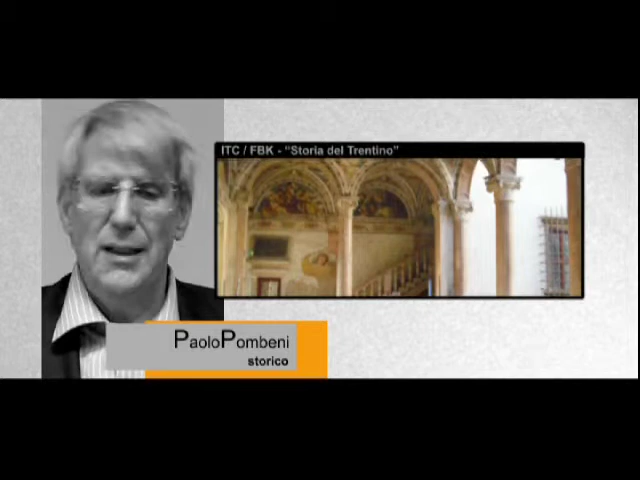 ITC / FBK - “Storia del Trentino”
PaoloPombeni
storico